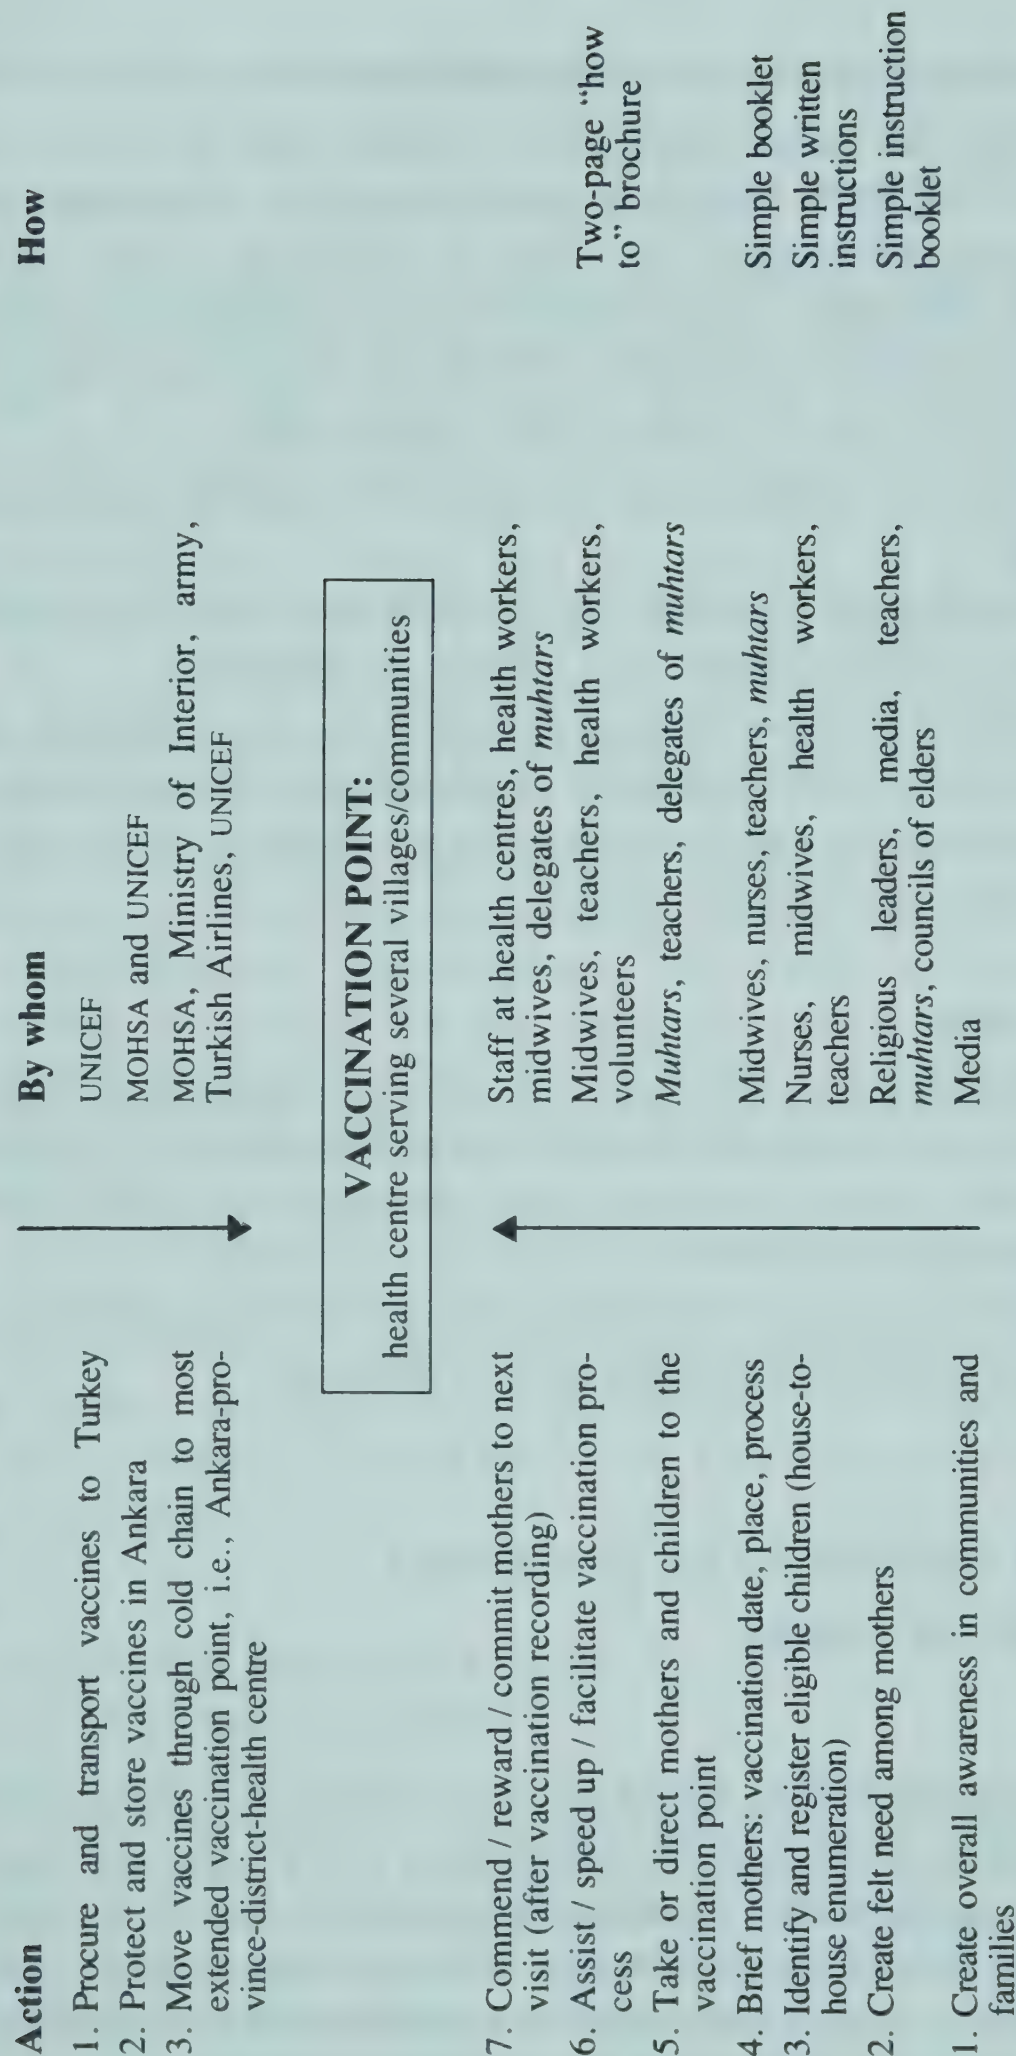 Action By whom How
1. Procure and transport vaccines to Turkey UNICEF
2. Protect and store vaccines in Ankara MOHSA and UNICEF
3. Move vaccines through cold chain to most MOHSA, Ministry of Interior, army,
extended vaccination point, i.e., Ankara-pro- Turkish Airlines, UNICEF
vince-district-health centre
VACCINATION POINT:
health centre serving several villages/communities
7. Commend / reward / commit mothers to next Staff at health centres, health workers,
visit (after vaccination recording) midwives, delegates of muhtars
6. Assist / speed up / facilitate vaccination pro- Midwives, teachers, health workers, Two-page “how
cess volunteers to” brochure
5. Take or direct mothers and children to the Muhtars, teachers, delegates of muhtars
vaccination point
4. Brief mothers: vaccination date, place, process Midwives, nurses, teachers, muhtars Simple booklet
3. Identify and register eligible children (house-to- Nurses, midwives, health workers, Simple written
house enumeration) teachers instructions
2. Create felt need among mothers Religious leaders, media, teachers, Simple instruction
muhtars, councils of elders booklet
1. Create overall awareness in communities and Media
families